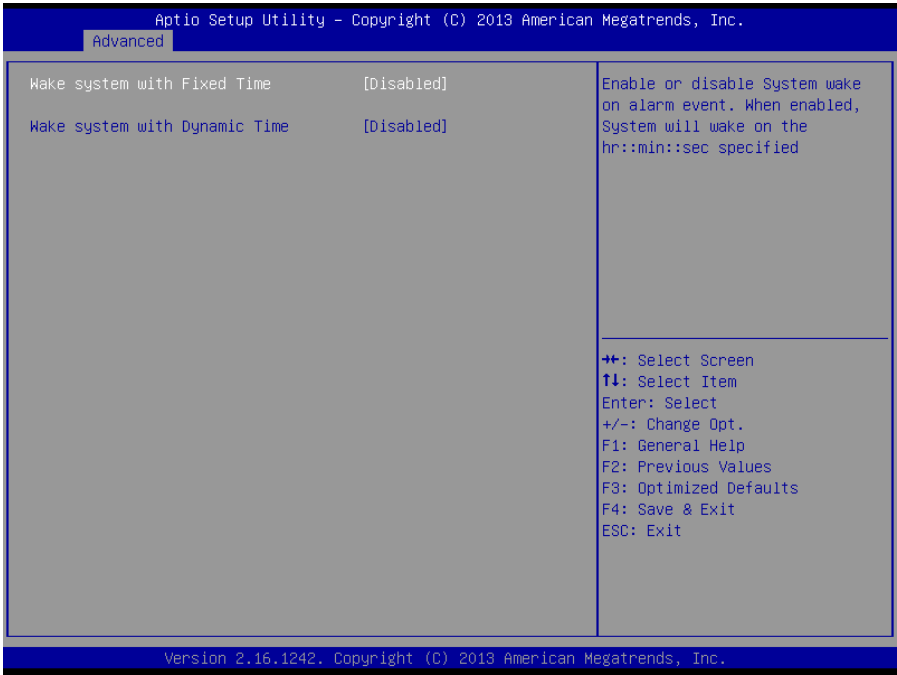 Aptio Setup Utility – Copyright (C) 2013 American Megatrends, Inc.
Advanced
Wake system with Fixed Time [Disabled]
Wake system with Dynamic Time [Disabled]
Enable or disable System wake
on alarm event. When enabled,
System will wake on the
hr::min::sec specified
→←: Select Screen
↑↓: Select Item
Enter: Select
+/-: Change Opt.
F1: General Help
F2: Previous Values
F3: Optimized Defaults
F4: Save & Exit
ESC: Exit
Version 2.16.1242. Copyright (C) 2013 American Megatrends, Inc.